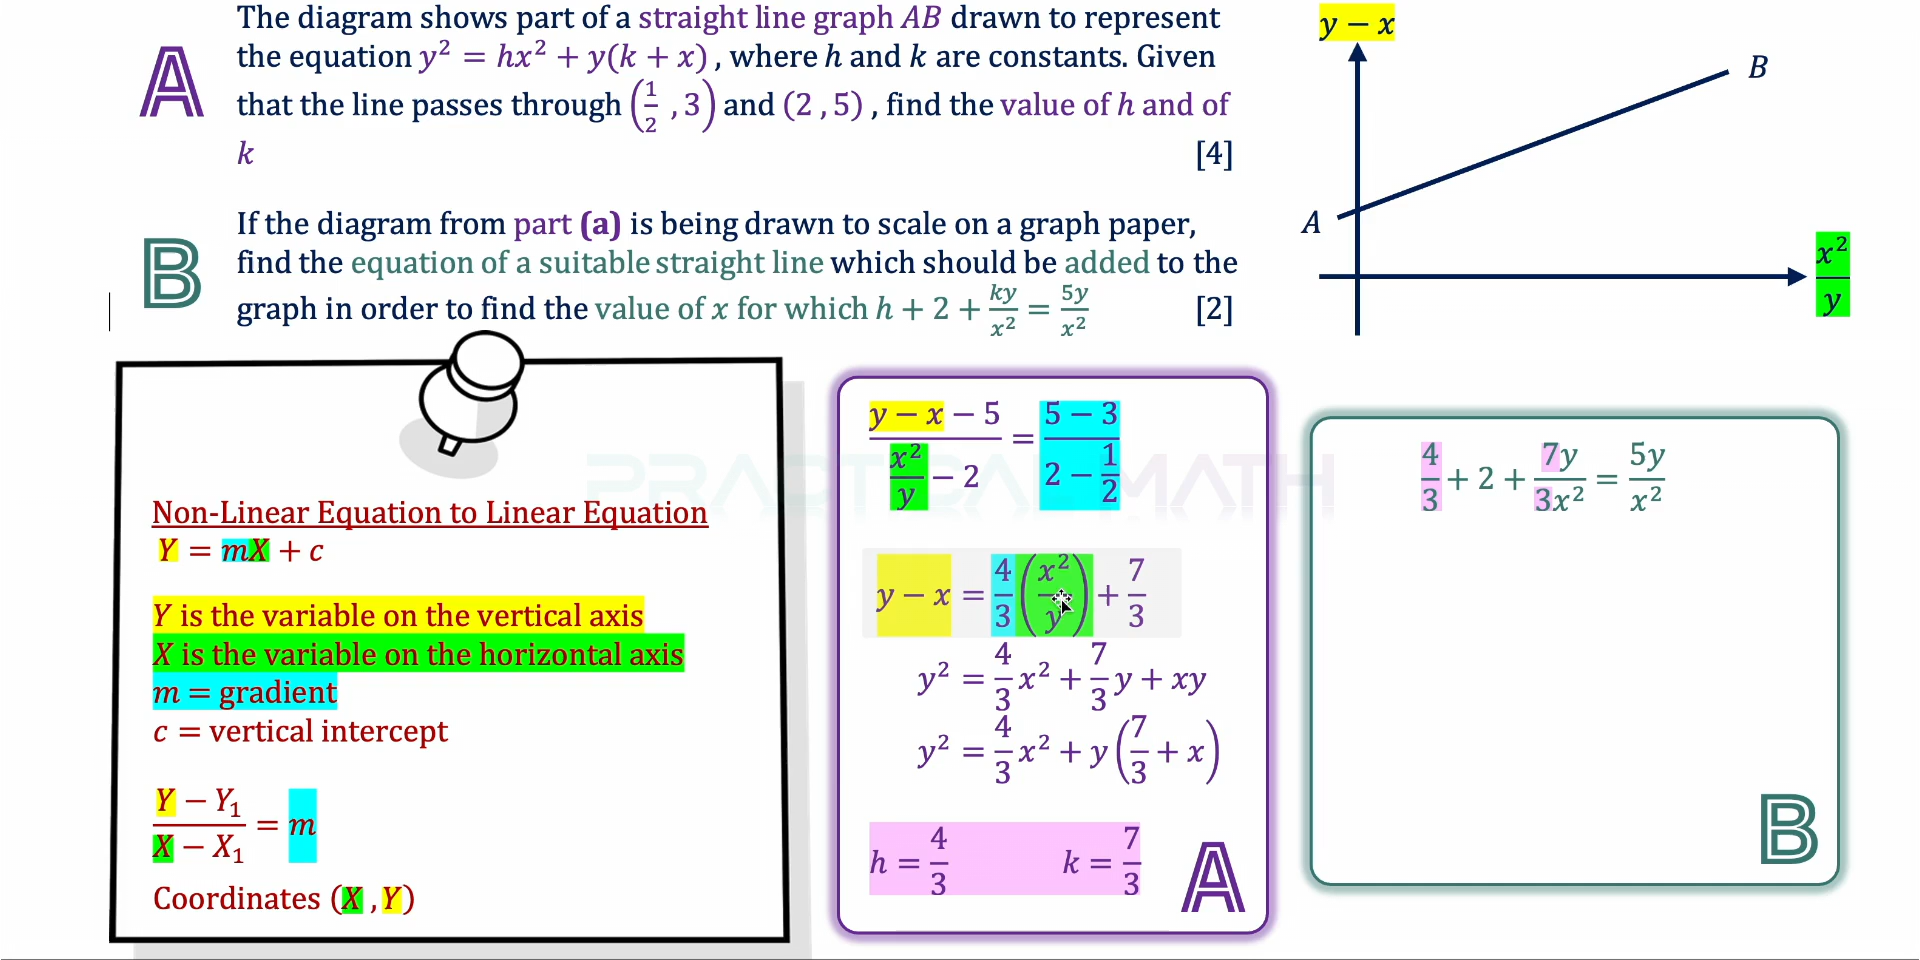 A
The diagram shows part of a straight line graph AB drawn to represent
the equation y² = hx² + y(k + x) , where h and k are constants. Given
that the line passes through (1/2 , 3) and (2 , 5) , find the value of h and of
k [4]
B
If the diagram from part (a) is being drawn to scale on a graph paper,
find the equation of a suitable straight line which should be added to the
graph in order to find the value of x for which h + 2 + ky/x² = 5y/x² [2]
y − x
B
A
x²/y
Non-Linear Equation to Linear Equation
Y = mX + c
Y is the variable on the vertical axis
X is the variable on the horizontal axis
m = gradient
c = vertical intercept
(Y − Y₁)/(X − X₁) = m
Coordinates (X , Y)
PRACTICAL MATH
(y − x − 5)/(x²/y − 2) = (5 − 3)/(2 − 1/2)
y − x = 4/3 (x²/y) + 7/3
y² = 4/3 x² + 7/3 y + xy
y² = 4/3 x² + y (7/3 + x)
h = 4/3 k = 7/3
A
4/3 + 2 + 7y/3x² = 5y/x²
B